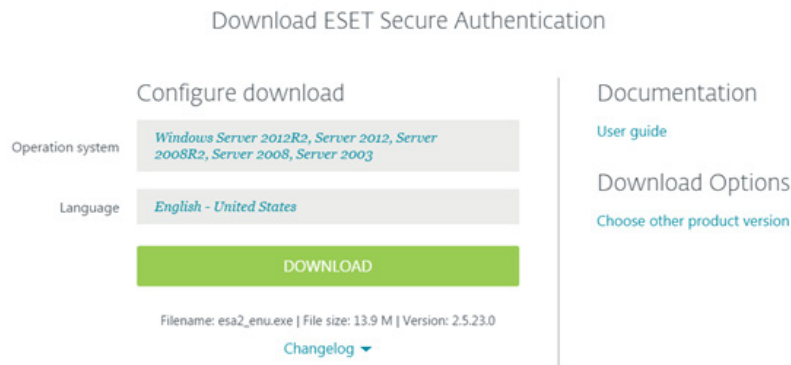 Download ESET Secure Authentication
Configure download
Operation system
Windows Server 2012R2, Server 2012, Server
2008R2, Server 2008, Server 2003
Language
English - United States
DOWNLOAD
Filename: esa2_enu.exe | File size: 13.9 M | Version: 2.5.23.0
Changelog
Documentation
User guide
Download Options
Choose other product version